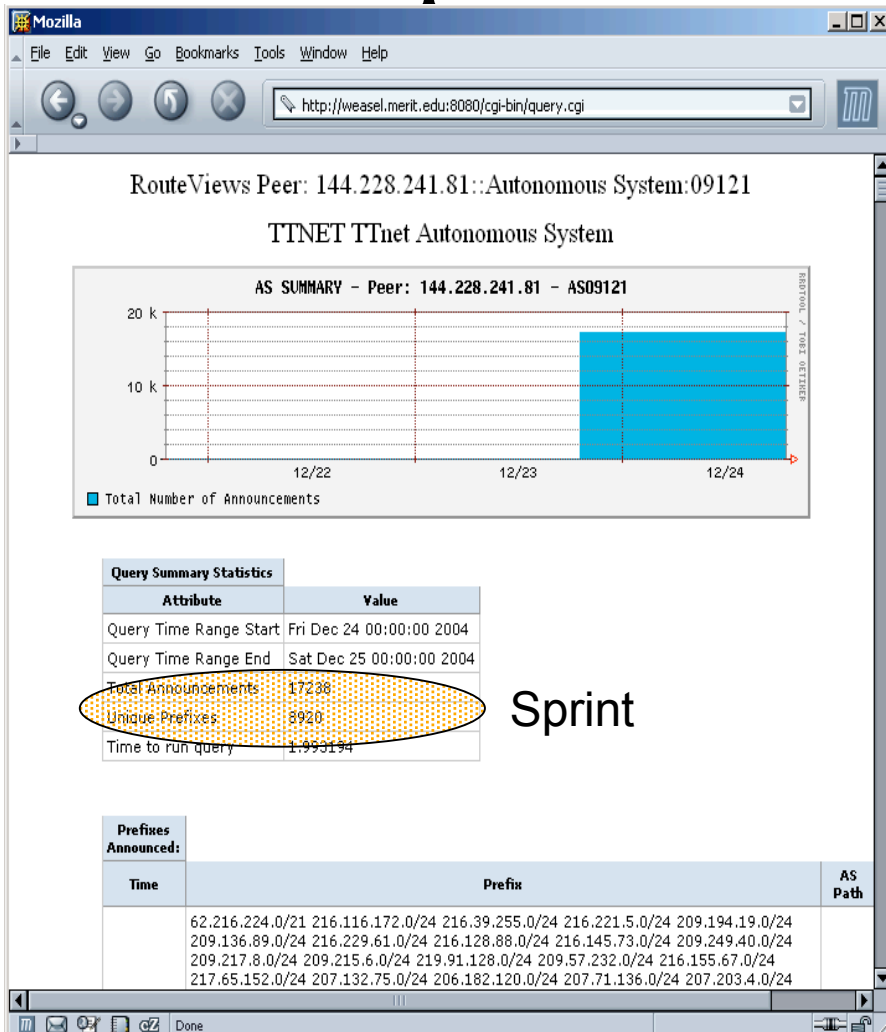 Mozilla
File Edit View Go Bookmarks Tools Window Help
http://weasel.merit.edu:8080/cgi-bin/query.cgi
RouteViews Peer: 144.228.241.81::Autonomous System:09121
TTNET TTnet Autonomous System
AS SUMMARY - Peer: 144.228.241.81 - AS09121
RRDTOOL / TOBI OETIKER
20 k
10 k
0
12/22 12/23 12/24
Total Number of Announcements
Query Summary Statistics
Attribute Value
Query Time Range Start Fri Dec 24 00:00:00 2004
Query Time Range End Sat Dec 25 00:00:00 2004
Total Announcements 17238
Unique Prefixes 8920
Time to run query 1.993194
Sprint
Prefixes Announced:
Time Prefix AS Path
62.216.224.0/21 216.116.172.0/24 216.39.255.0/24 216.221.5.0/24 209.194.19.0/24
209.136.89.0/24 216.229.61.0/24 216.128.88.0/24 216.145.73.0/24 209.249.40.0/24
209.217.8.0/24 209.215.6.0/24 219.91.128.0/24 209.57.232.0/24 216.155.67.0/24
217.65.152.0/24 207.132.75.0/24 206.182.120.0/24 207.71.136.0/24 207.203.4.0/24
Done